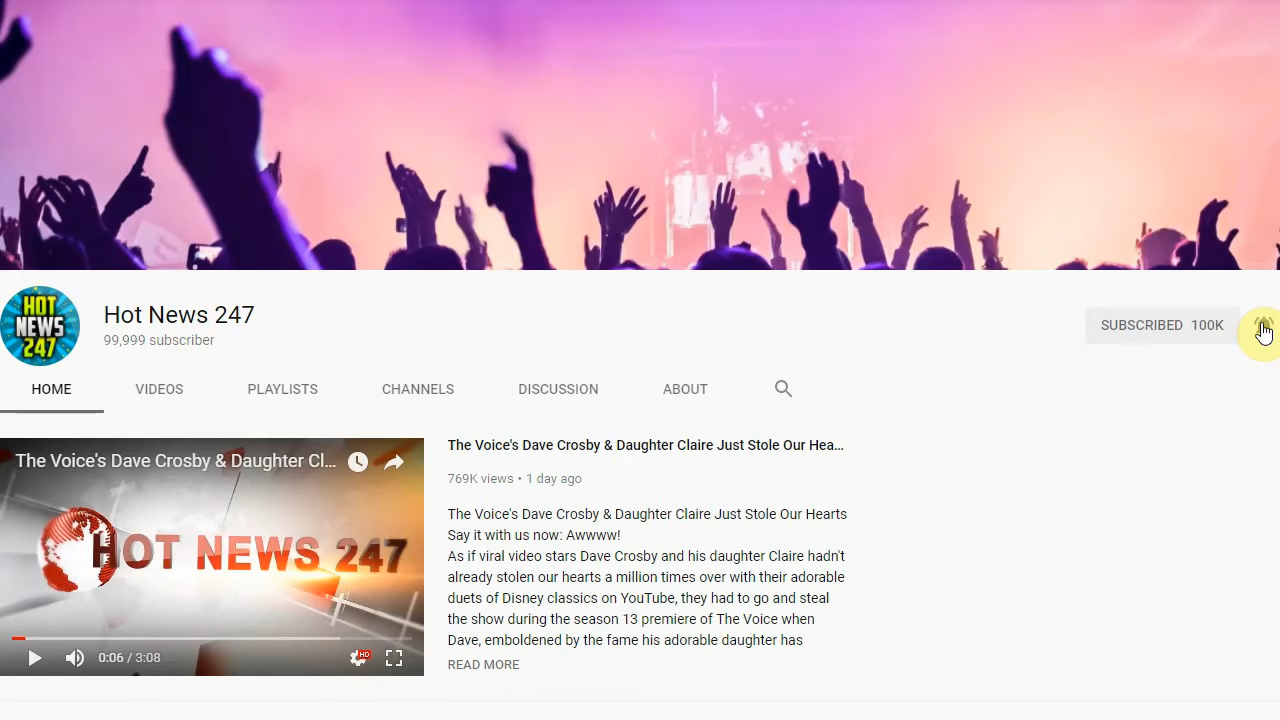 HOT
NEWS
247
Hot News 247
99,999 subscriber
SUBSCRIBED 100K
HOME VIDEOS PLAYLISTS CHANNELS DISCUSSION ABOUT
The Voice's Dave Crosby & Daughter Cl...
HOT NEWS 247
0:06 / 3:08
HD
The Voice's Dave Crosby & Daughter Claire Just Stole Our Hea...
769K views • 1 day ago
The Voice's Dave Crosby & Daughter Claire Just Stole Our Hearts
Say it with us now: Awwww!
As if viral video stars Dave Crosby and his daughter Claire hadn't
already stolen our hearts a million times over with their adorable
duets of Disney classics on YouTube, they had to go and steal
the show during the season 13 premiere of The Voice when
Dave, emboldened by the fame his adorable daughter has
READ MORE